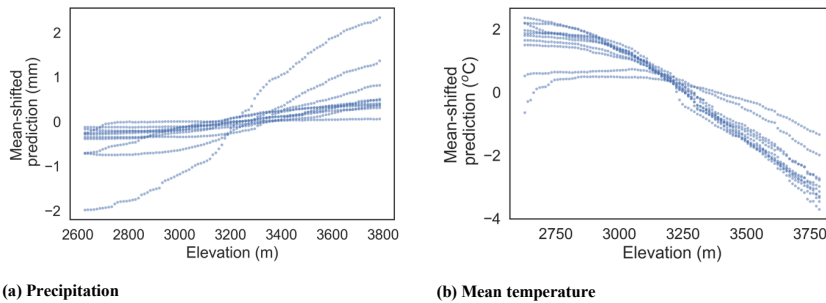 Mean-shifted
prediction (mm)
2
1
0
−1
−2
2600 2800 3000 3200 3400 3600 3800
Elevation (m)
(a) Precipitation
Mean-shifted
prediction (°C)
2
0
−2
−4
2750 3000 3250 3500 3750
Elevation (m)
(b) Mean temperature